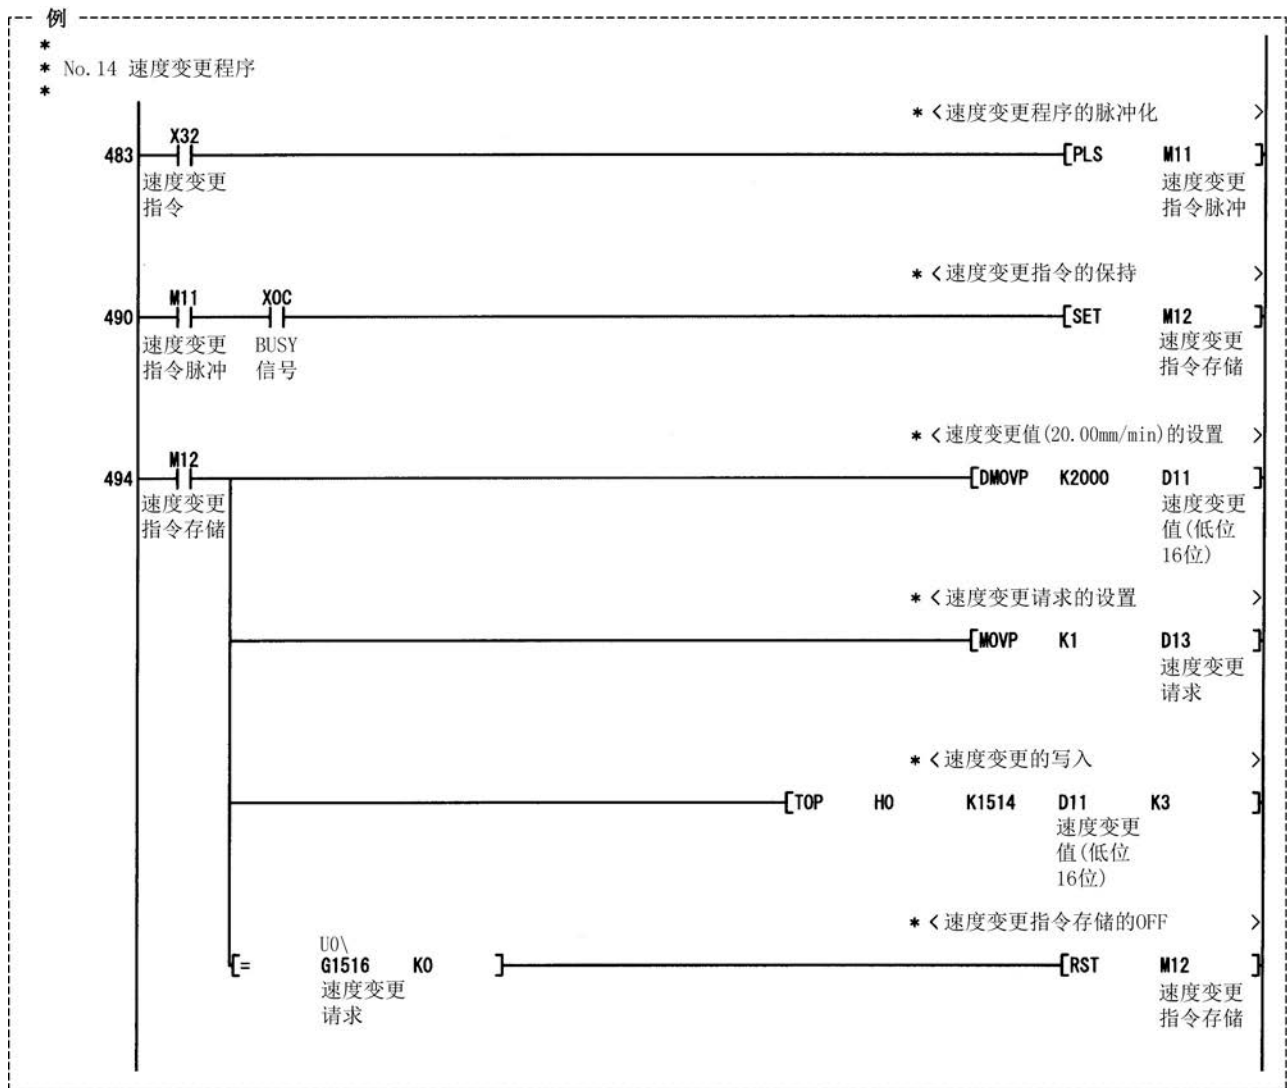 例
*
* No.14 速度变更程序
*
* <速度变更程序的脉冲化 >
X32
483 [PLS M11 ]
速度变更 速度变更
指令 指令脉冲
* <速度变更指令的保持 >
M11 X0C
490 [SET M12 ]
速度变更 BUSY 速度变更
指令脉冲 信号 指令存储
* <速度变更值(20.00mm/min)的设置 >
M12
494 [DMOVP K2000 D11 ]
速度变更 速度变更
指令存储 值(低位
16位)
* <速度变更请求的设置 >
[MOVP K1 D13 ]
速度变更
请求
* <速度变更的写入 >
[TOP H0 K1514 D11 K3 ]
速度变更
值(低位
16位)
* <速度变更指令存储的OFF >
U0\
[= G1516 K0 ] [RST M12 ]
速度变更 速度变更
请求 指令存储